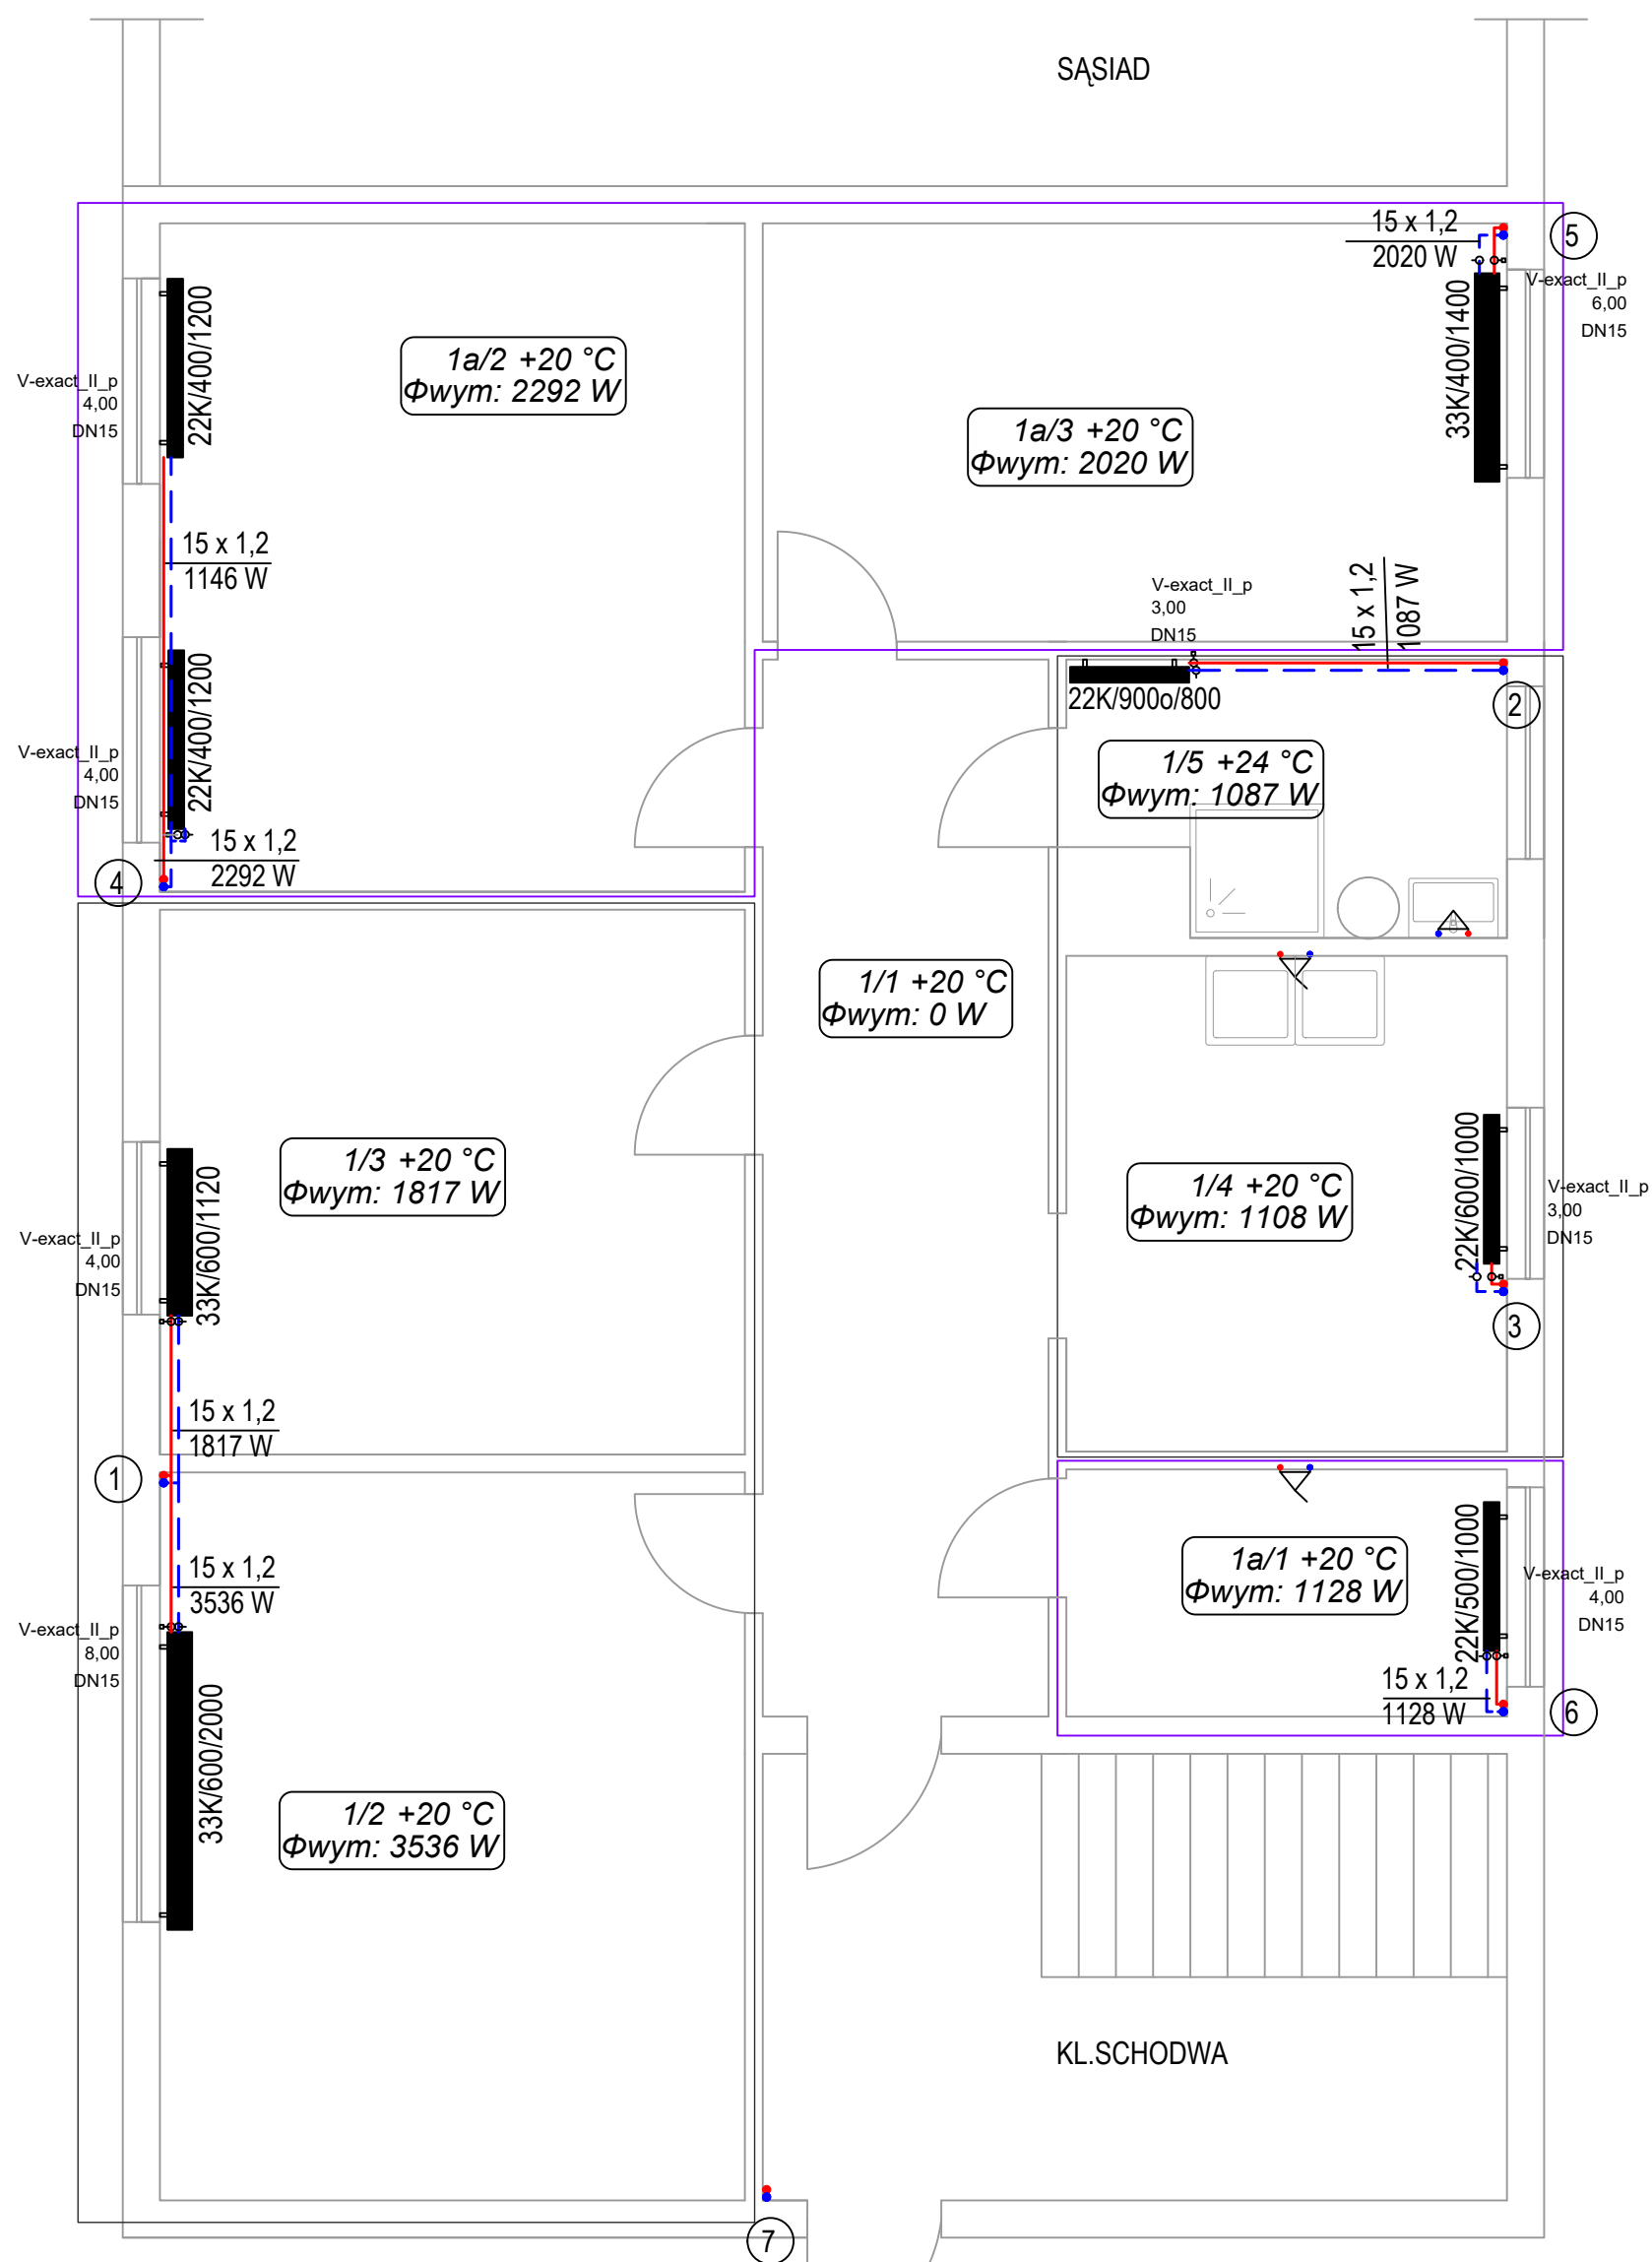 SĄSIAD
15 x 1,2
2020 W
5
V-exact_II_p
6,00
DN15
33K/400/1400
22K/400/1200
1a/2 +20 °C
Φwym: 2292 W
V-exact_II_p
4,00
DN15
1a/3 +20 °C
Φwym: 2020 W
15 x 1,2
1146 W
V-exact_II_p
3,00
DN15
15 x 1,2
1087 W
22K/900o/800
2
22K/400/1200
V-exact_II_p
4,00
DN15
1/5 +24 °C
Φwym: 1087 W
15 x 1,2
2292 W
4
1/1 +20 °C
Φwym: 0 W
1/3 +20 °C
Φwym: 1817 W
33K/600/1120
V-exact_II_p
4,00
DN15
1/4 +20 °C
Φwym: 1108 W
22K/600/1000
V-exact_II_p
3,00
DN15
3
15 x 1,2
1817 W
1
15 x 1,2
3536 W
V-exact_II_p
8,00
DN15
33K/600/2000
1a/1 +20 °C
Φwym: 1128 W
22K/500/1000
V-exact_II_p
4,00
DN15
15 x 1,2
1128 W
6
1/2 +20 °C
Φwym: 3536 W
KL.SCHODWA
7